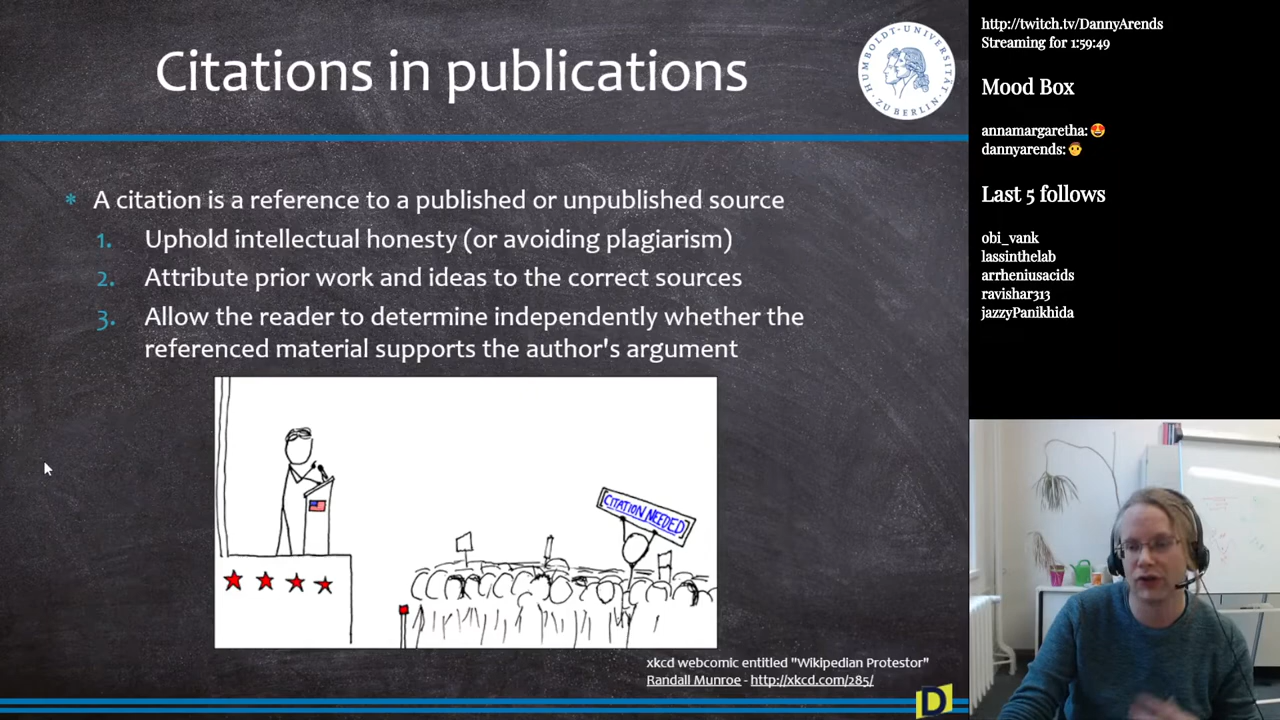 Citations in publications
HUMBOLDT-UNIVERSITÄT
ZU BERLIN
* A citation is a reference to a published or unpublished source
1. Uphold intellectual honesty (or avoiding plagiarism)
2. Attribute prior work and ideas to the correct sources
3. Allow the reader to determine independently whether the
referenced material supports the author's argument
CITATION NEEDED
xkcd webcomic entitled "Wikipedian Protestor"
Randall Munroe - http://xkcd.com/285/
D
http://twitch.tv/DannyArends
Streaming for 1:59:49
Mood Box
annamargaretha: 😍
dannyarends: 👨
Last 5 follows
obi_vank
lassinthelab
arrheniusacids
ravishar313
jazzyPanikhida